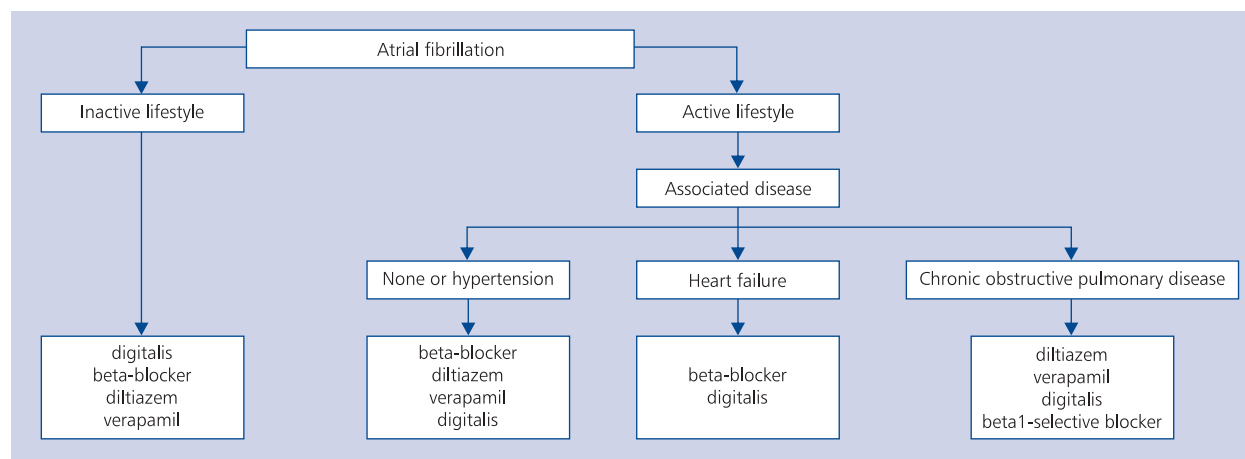 Atrial fibrillation
Inactive lifestyle
Active lifestyle
Associated disease
None or hypertension
Heart failure
Chronic obstructive pulmonary disease
digitalis
beta-blocker
diltiazem
verapamil
beta-blocker
diltiazem
verapamil
digitalis
beta-blocker
digitalis
diltiazem
verapamil
digitalis
beta1-selective blocker